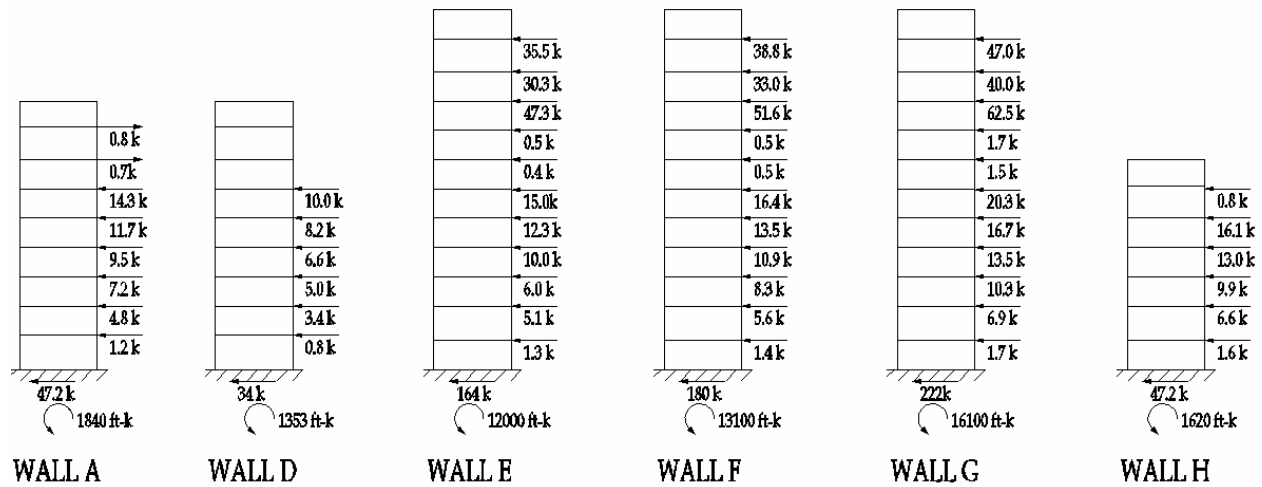 0.8 k
0.7k
14.3 k
11.7 k
9.5 k
7.2 k
4.8 k
1.2 k
47.2 k
1840 ft-k
WALL A
10.0 k
8.2 k
6.6 k
5.0 k
3.4 k
0.8 k
34 k
1353 ft-k
WALL D
35.5 k
30.3 k
47.3 k
0.5 k
0.4 k
15.0k
12.3 k
10.0 k
6.0 k
5.1 k
1.3 k
164 k
12000 ft-k
WALL E
38.8 k
33.0 k
51.6 k
0.5 k
0.5 k
16.4 k
13.5 k
10.9 k
8.3 k
5.6 k
1.4 k
180 k
13100 ft-k
WALL F
47.0 k
40.0 k
62.5 k
1.7 k
1.5 k
20.3 k
16.7 k
13.5 k
10.3 k
6.9 k
1.7 k
222k
16100 ft-k
WALL G
0.8 k
16.1 k
13.0 k
9.9 k
6.6 k
1.6 k
47.2 k
1620 ft-k
WALL H